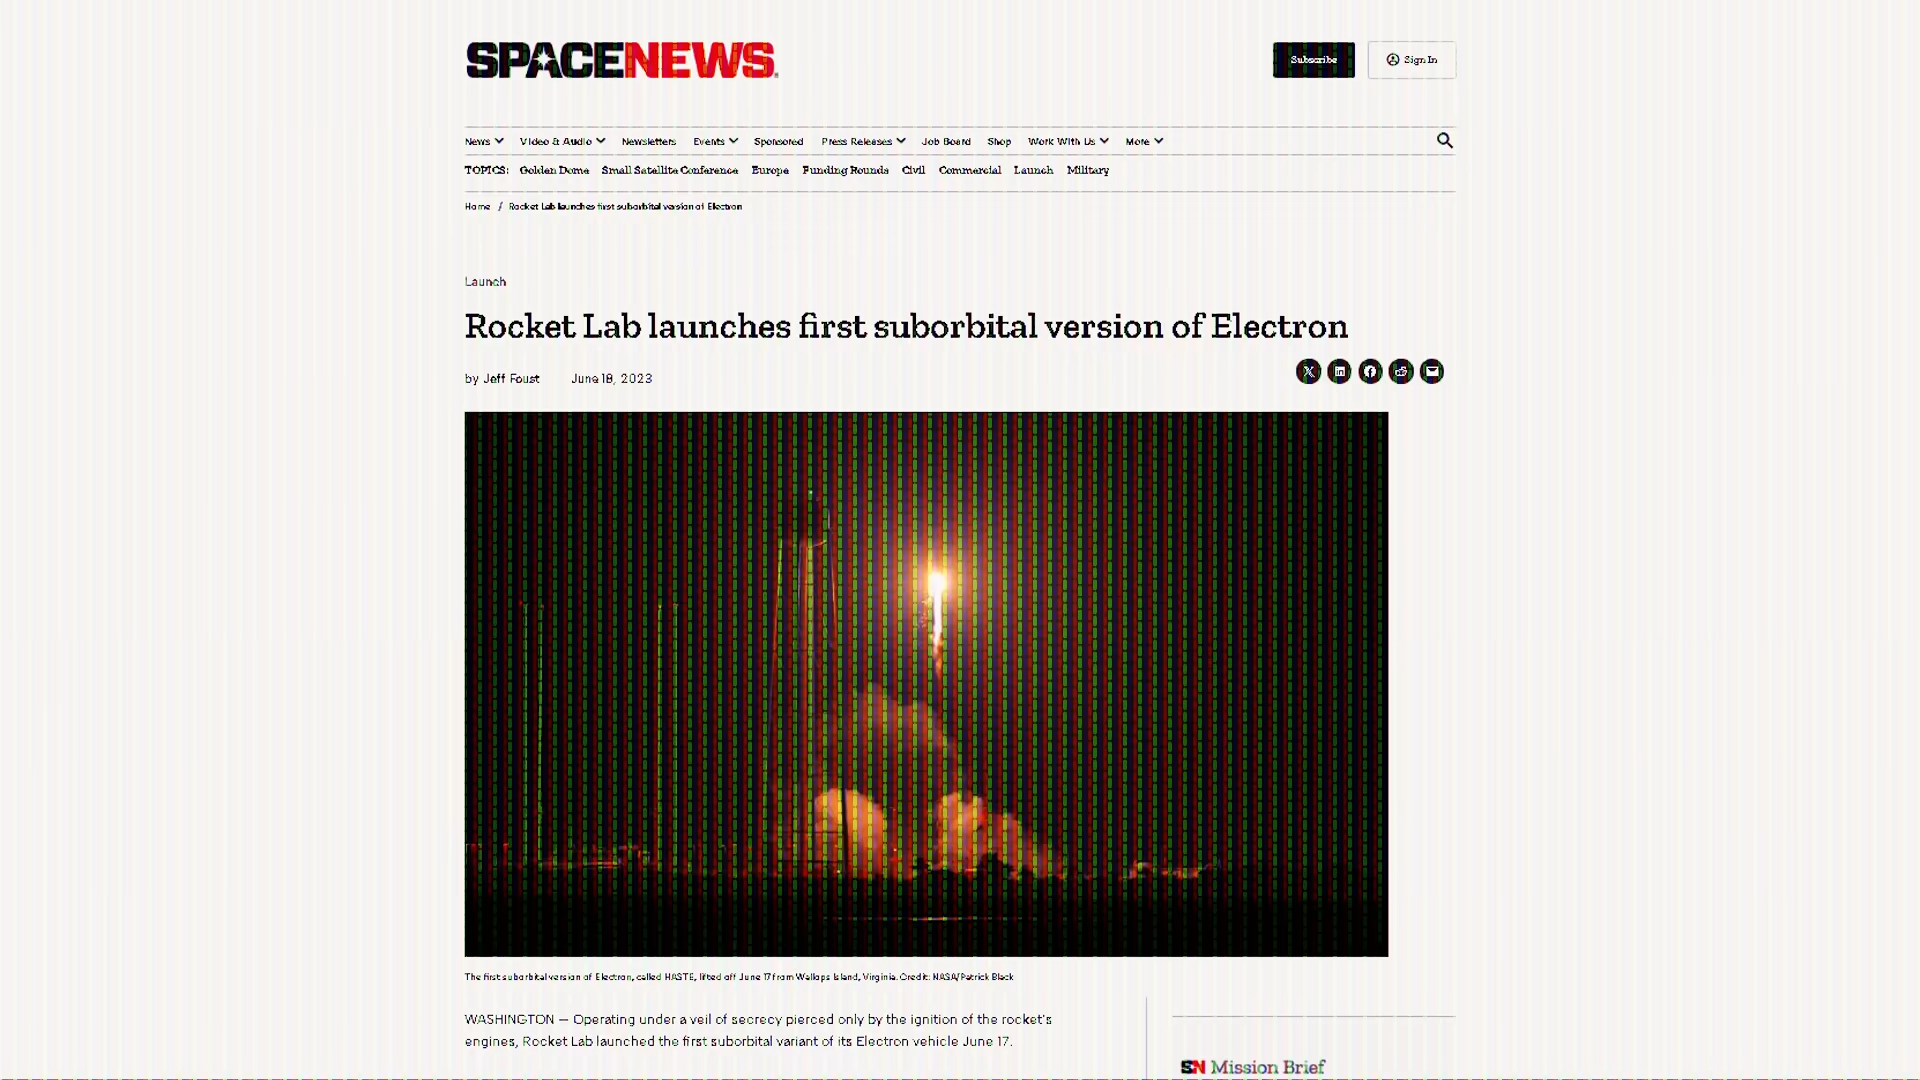 SPACENEWS
Subscribe
Sign In
News Video & Audio Newsletters Events Sponsored Press Releases Job Board Shop Work With Us More
TOPICS: Golden Dome Small Satellite Conference Europe Funding Rounds Civil Commercial Launch Military
Home / Rocket Lab launches first suborbital version of Electron
Launch
Rocket Lab launches first suborbital version of Electron
by Jeff Foust June 18, 2023
The first suborbital version of Electron, called HASTE, lifted off June 17 from Wallops Island, Virginia. Credit: NASA/Patrick Black
WASHINGTON — Operating under a veil of secrecy pierced only by the ignition of the rocket's
engines, Rocket Lab launched the first suborbital variant of its Electron vehicle June 17.
SN Mission Brief